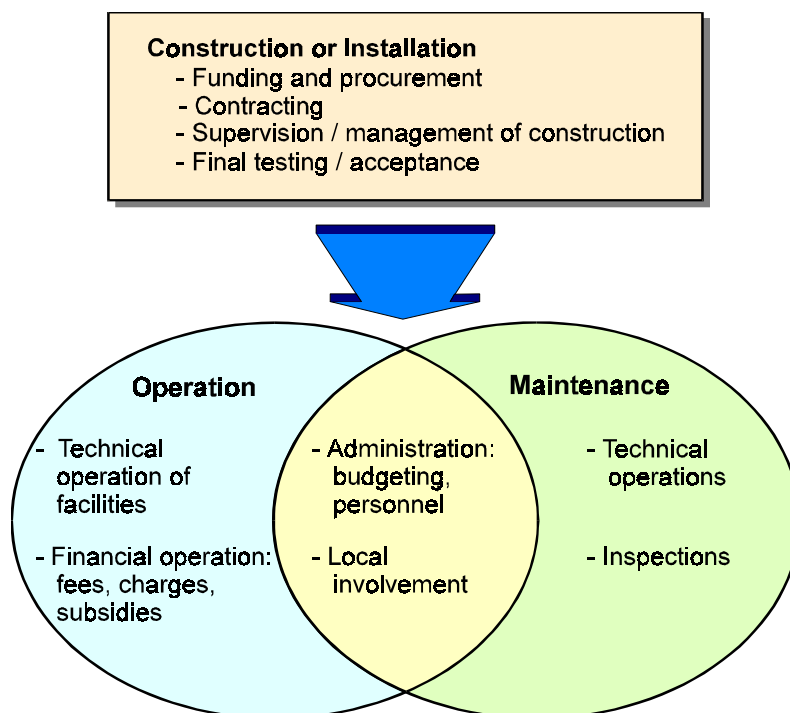 Construction or Installation
- Funding and procurement
- Contracting
- Supervision / management of construction
- Final testing / acceptance
Operation
- Technical
operation of
facilities
- Financial operation:
fees, charges,
subsidies
- Administration:
budgeting,
personnel
- Local
involvement
Maintenance
- Technical
operations
- Inspections